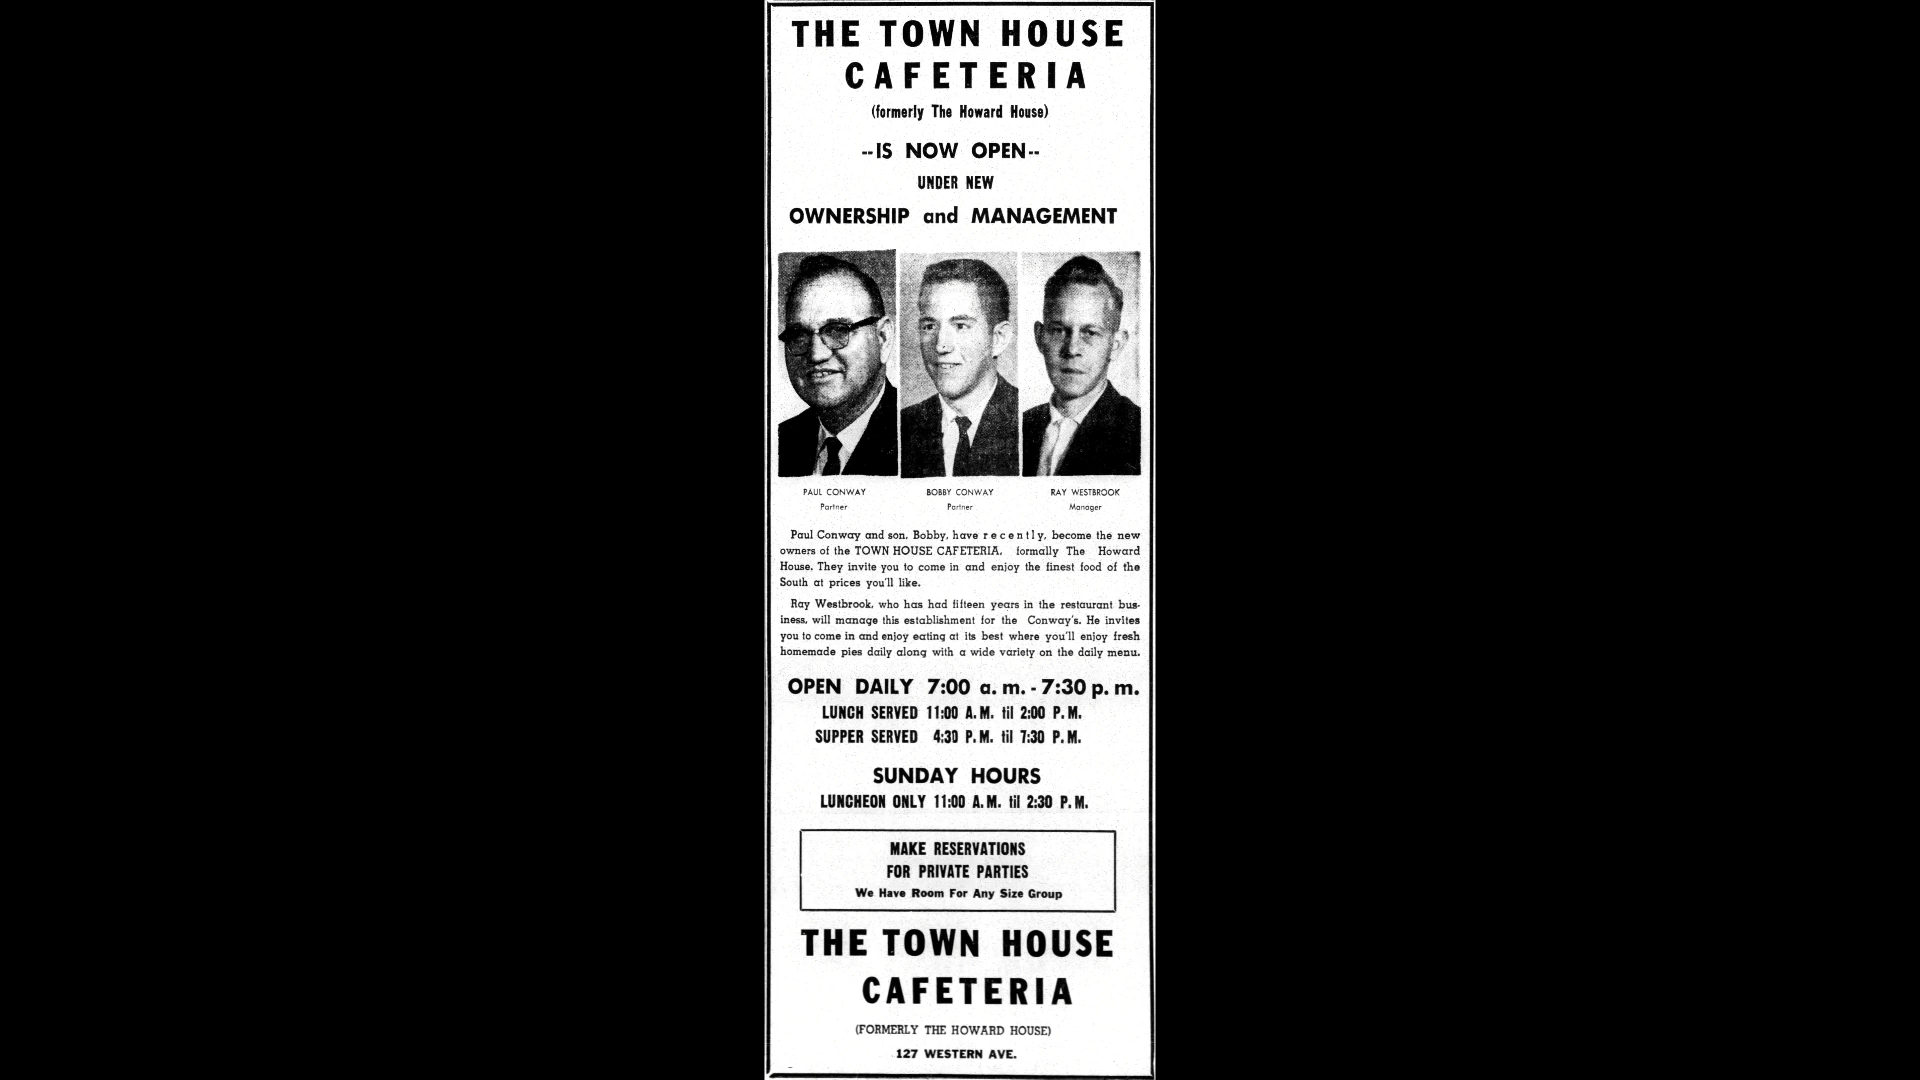 THE TOWN HOUSE
CAFETERIA
(formerly The Howard House)
--IS NOW OPEN--
UNDER NEW
OWNERSHIP and MANAGEMENT
PAUL CONWAY
Partner
BOBBY CONWAY
Partner
RAY WESTBROOK
Manager
Paul Conway and son, Bobby, have recently, become the new
owners of the TOWN HOUSE CAFETERIA, formally The Howard
House. They invite you to come in and enjoy the finest food of the
South at prices you'll like.
Ray Westbrook, who has had fifteen years in the restaurant bus-
iness, will manage this establishment for the Conway's. He invites
you to come in and enjoy eating at its best where you'll enjoy fresh
homemade pies daily along with a wide variety on the daily menu.
OPEN DAILY 7:00 a. m. - 7:30 p. m.
LUNCH SERVED 11:00 A. M. til 2:00 P. M.
SUPPER SERVED 4:30 P. M. til 7:30 P. M.
SUNDAY HOURS
LUNCHEON ONLY 11:00 A. M. til 2:30 P. M.
MAKE RESERVATIONS
FOR PRIVATE PARTIES
We Have Room For Any Size Group
THE TOWN HOUSE
CAFETERIA
(FORMERLY THE HOWARD HOUSE)
127 WESTERN AVE.